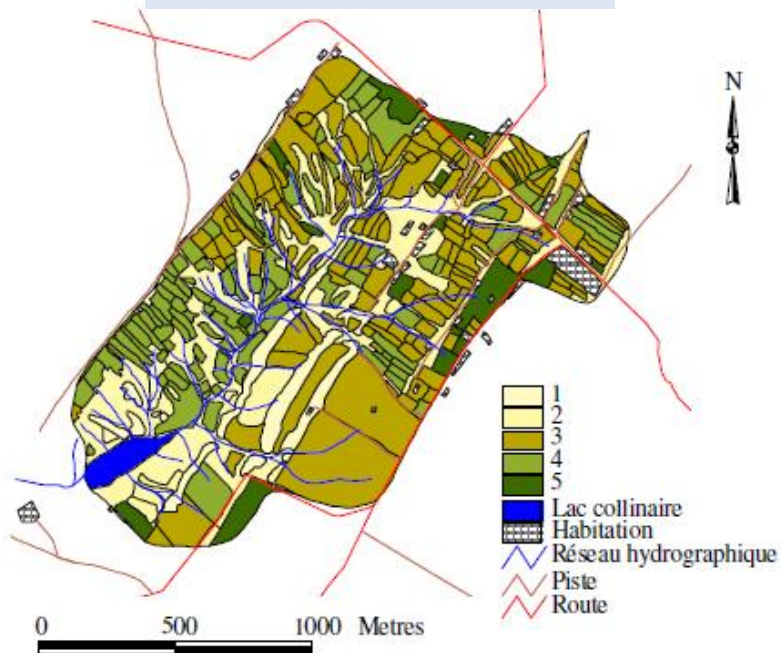 N
1
2
3
4
5
Lac collinaire
Habitation
Réseau hydrographique
Piste
Route
0 500 1000 Metres